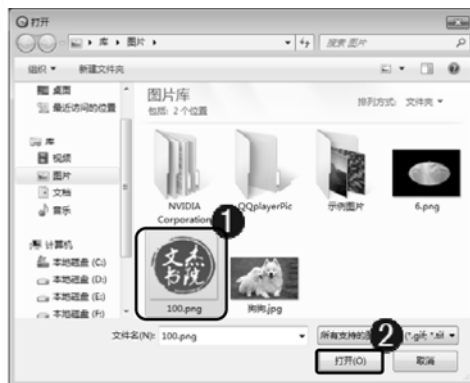 打开
库 ▸ 图片 ▸
搜索 图片
组织 ▾ 新建文件夹
桌面
最近访问的位置
库
视频
图片
文档
音乐
计算机
本地磁盘 (C:)
本地磁盘 (D:)
本地磁盘 (E:)
本地磁盘 (F:)
图片库
包括: 2 个位置
排列方式: 文件夹 ▾
NVIDIA Corporation
QQplayerPic
示例图片
6.png
1
文杰书院
100.png
狗狗.jpg
文件名(N): 100.png
所有支持的 (*.gif; *.tif
2
打开(O) 取消